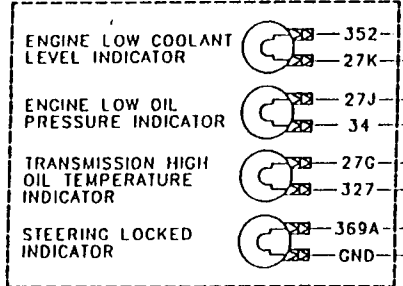 ENGINE LOW COOLANT
LEVEL INDICATOR
352
27K
ENGINE LOW OIL
PRESSURE INDICATOR
27J
34
TRANSMISSION HIGH
OIL TEMPERATURE
INDICATOR
27G
327
STEERING LOCKED
INDICATOR
369A
GND